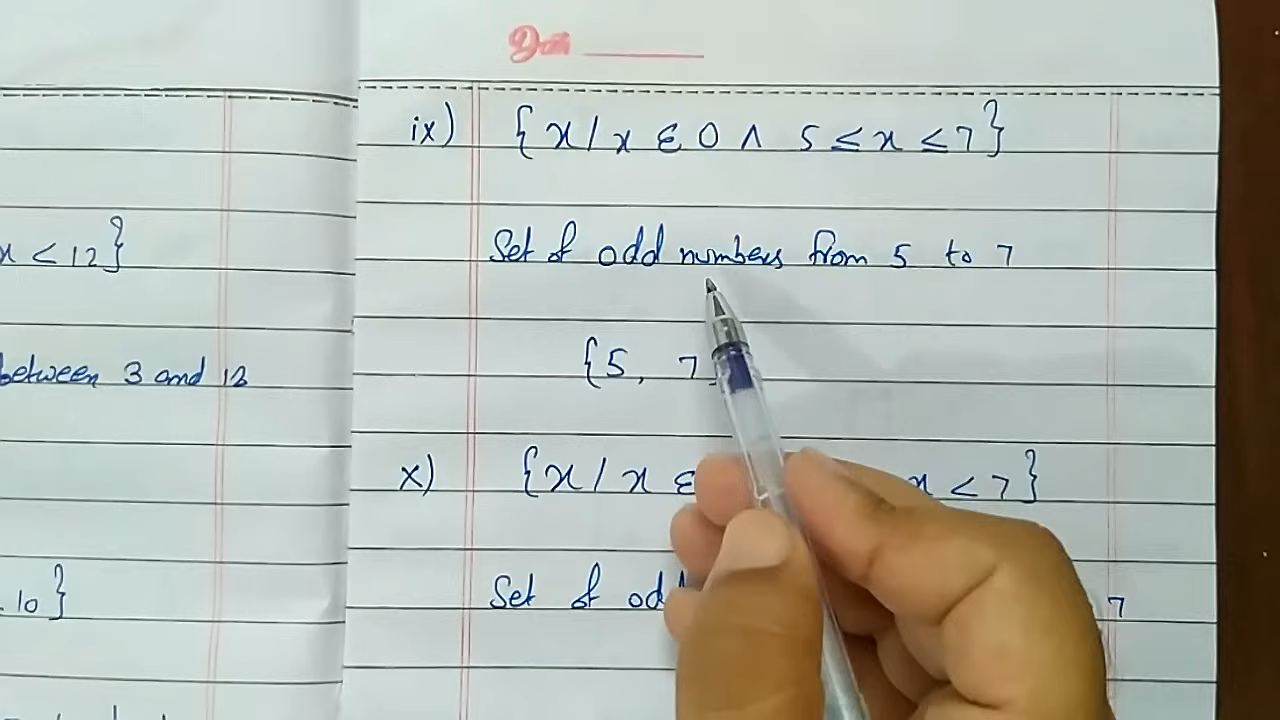 x < 12}
between 3 and 12
10}
Date
ix) {x / x ∈ O ∧ 5 ≤ x ≤ 7}
Set of odd numbers from 5 to 7
{5, 7
x) {x / x ∈ x < 7}
Set of odd 7